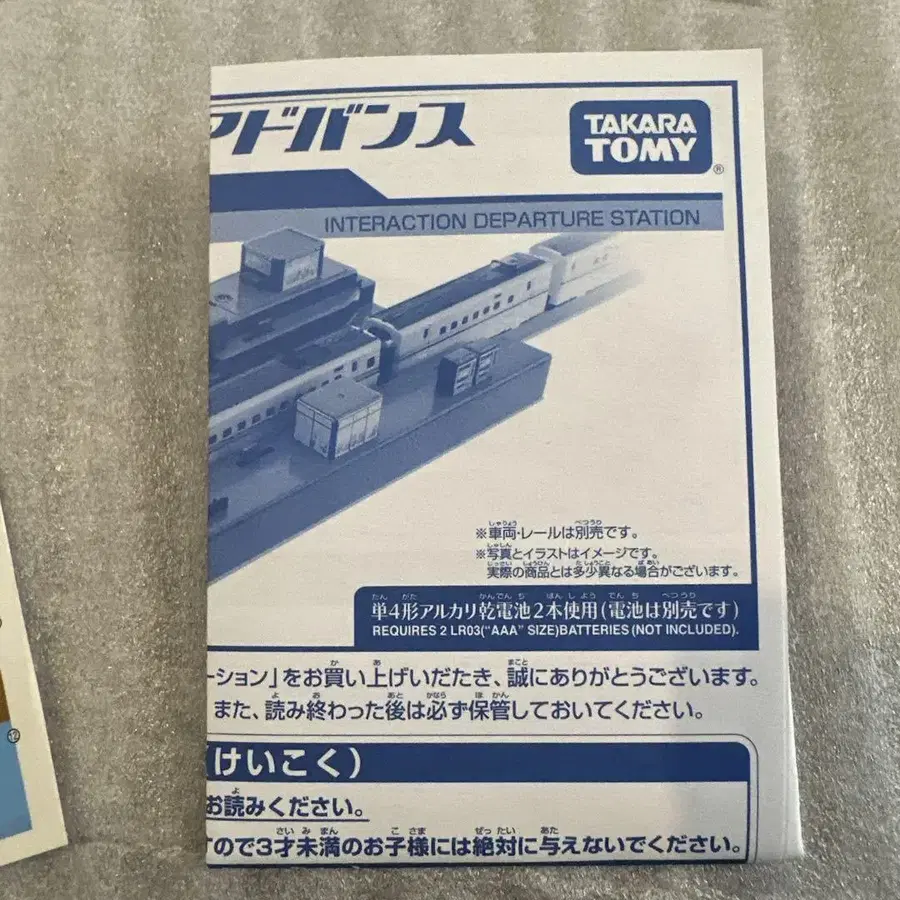 アドバンス
TAKARA
TOMY
®
INTERACTION DEPARTURE STATION
※車両・レールは別売です。
※写真とイラストはイメージです。
実際の商品とは多少異なる場合がございます。
単4形アルカリ乾電池2本使用(電池は別売です)
REQUIRES 2 LR03("AAA" SIZE)BATTERIES (NOT INCLUDED).
ーション」をお買い上げいただき、誠にありがとうございます。
また、読み終わった後は必ず保管しておいてください。
(けいこく)
お読みください。
すので3才未満のお子様には絶対に与えないでください。